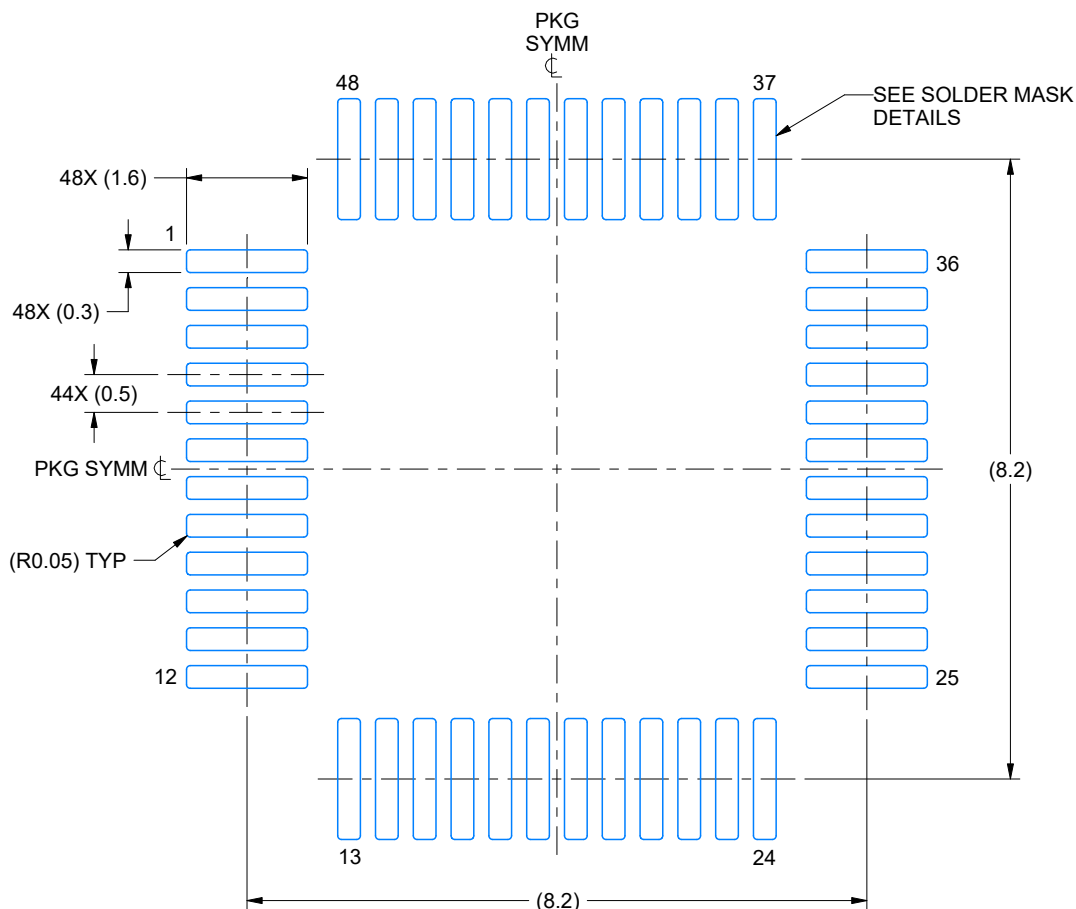 PKG
SYMM
℄
48
37
SEE SOLDER MASK
DETAILS
48X (1.6)
1
36
48X (0.3)
44X (0.5)
PKG SYMM ℄
(8.2)
(R0.05) TYP
12
25
13
24
(8.2)